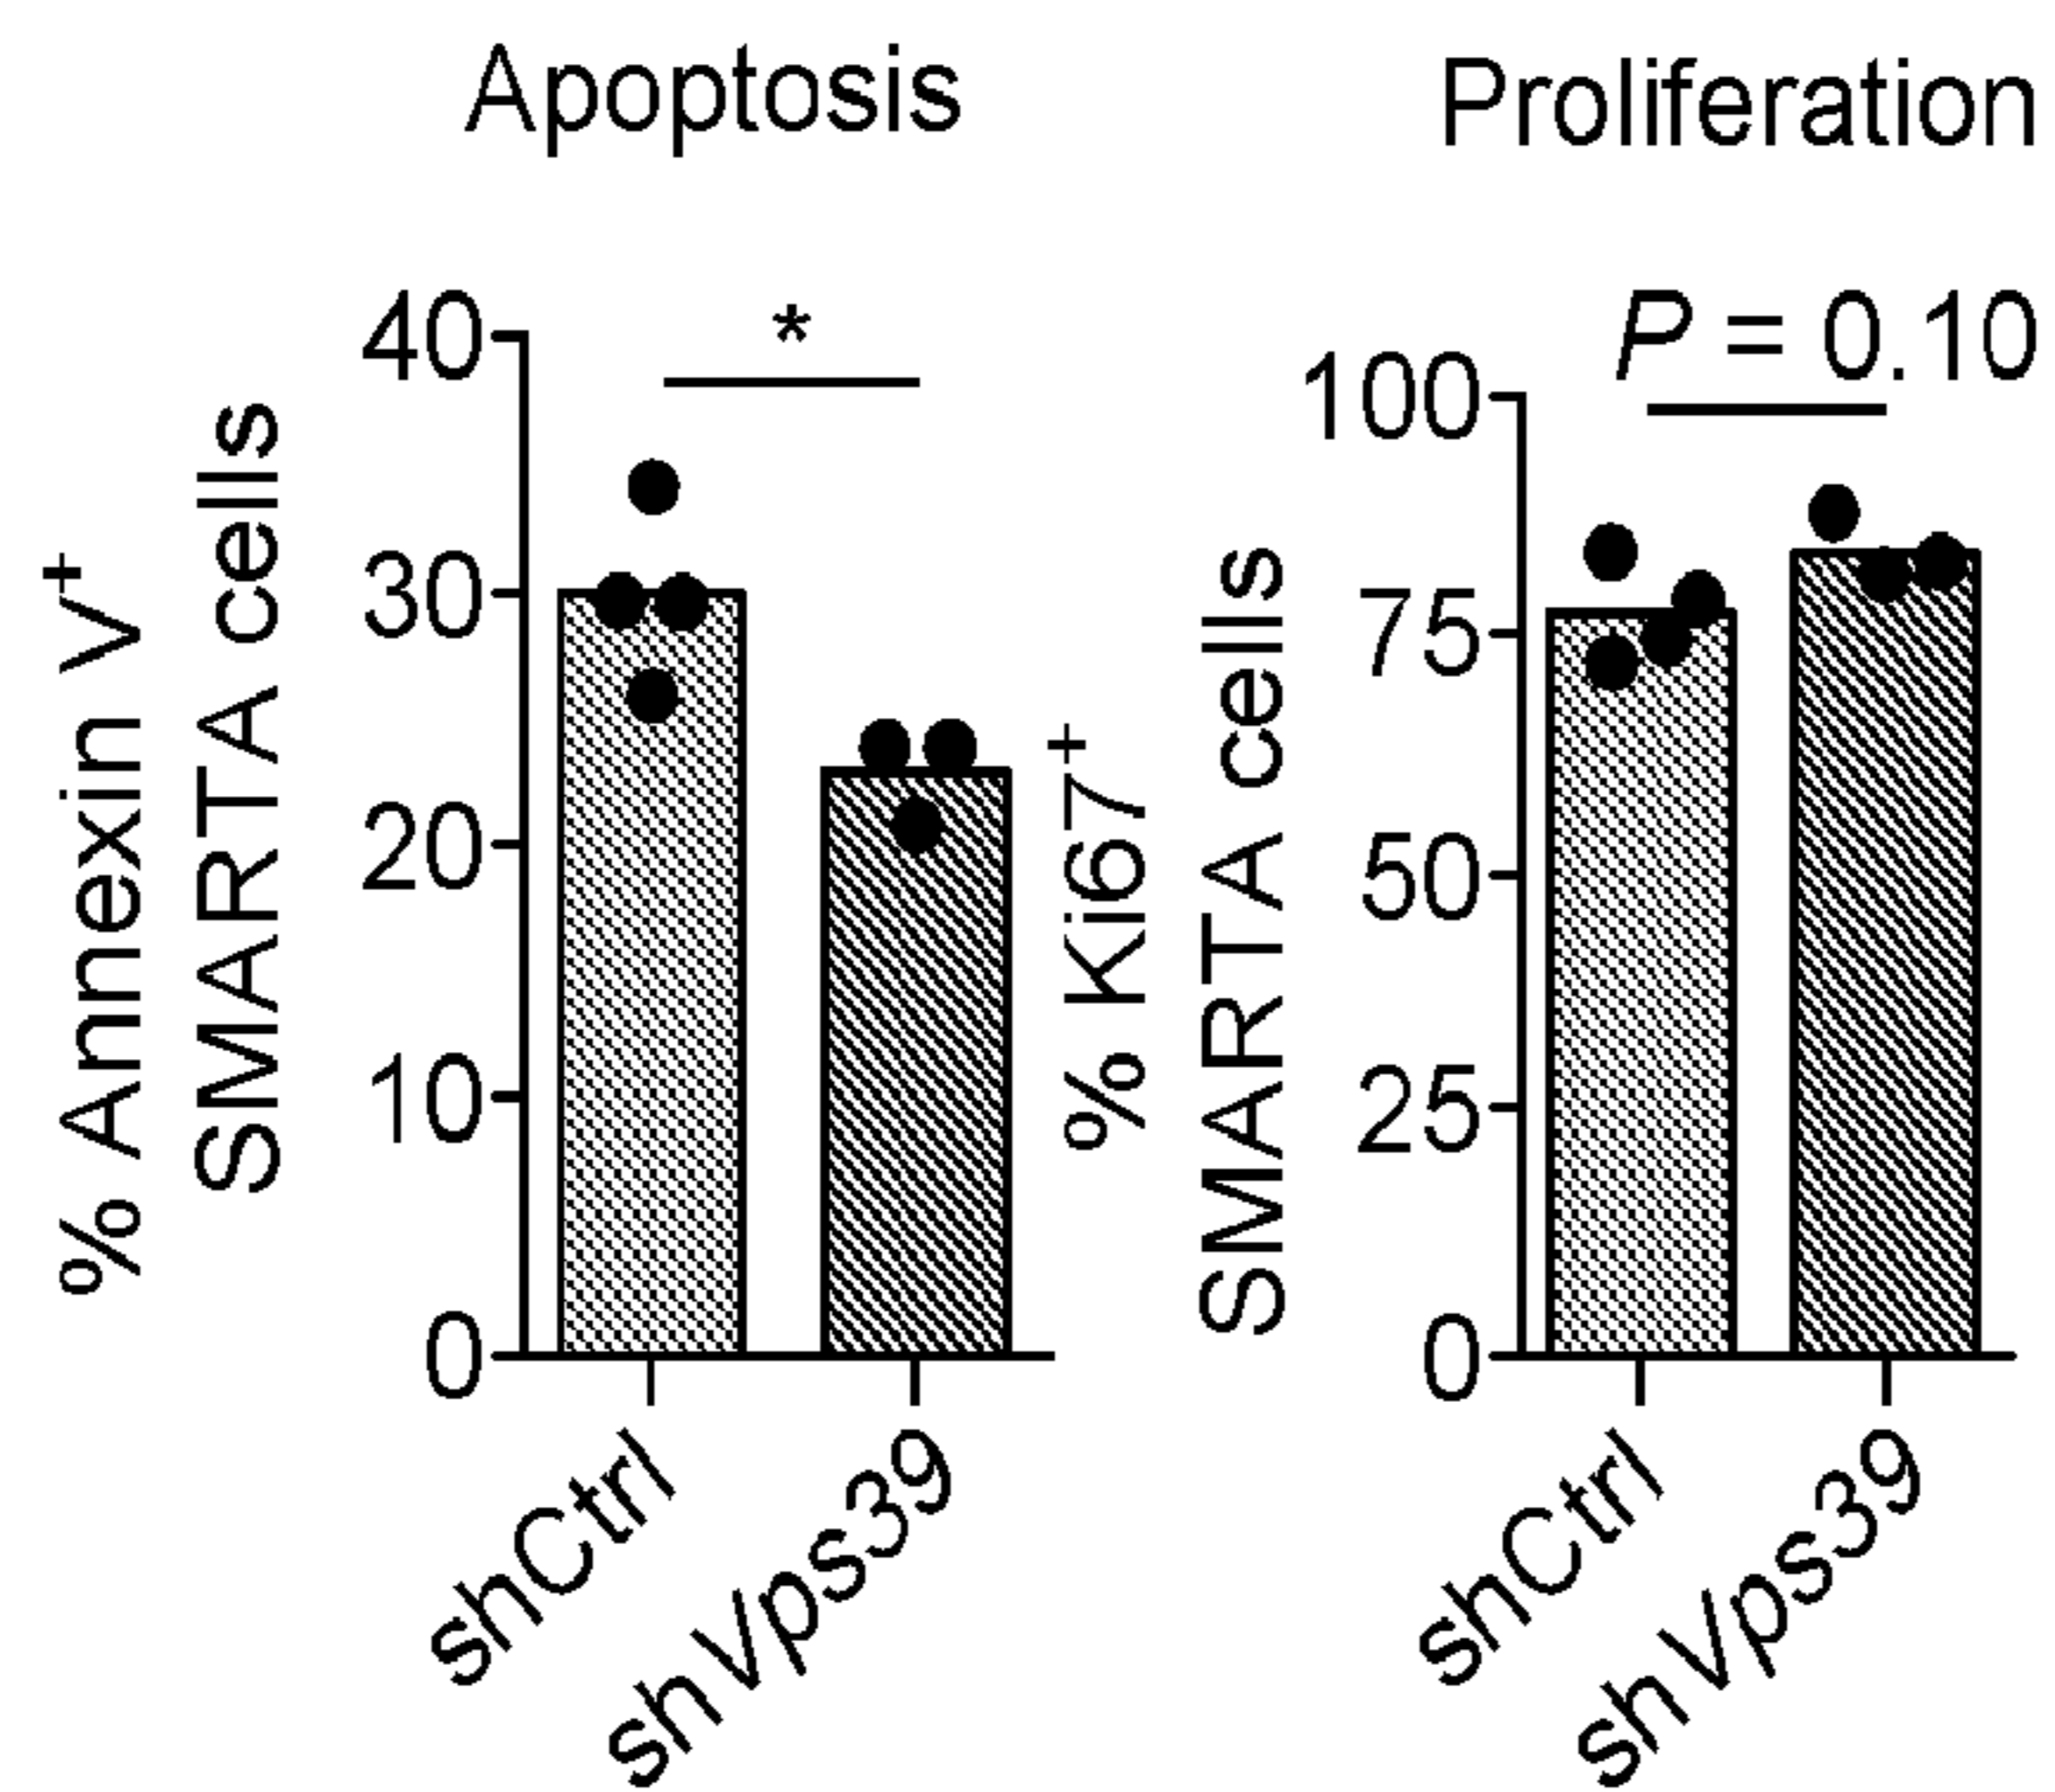 Apoptosis
% Annexin V⁺
SMARTA cells
40
30
20
10
0
*
shCtrl
shVps39
Proliferation
% Ki67⁺
SMARTA cells
100
75
50
25
0
P = 0.10
shCtrl
shVps39